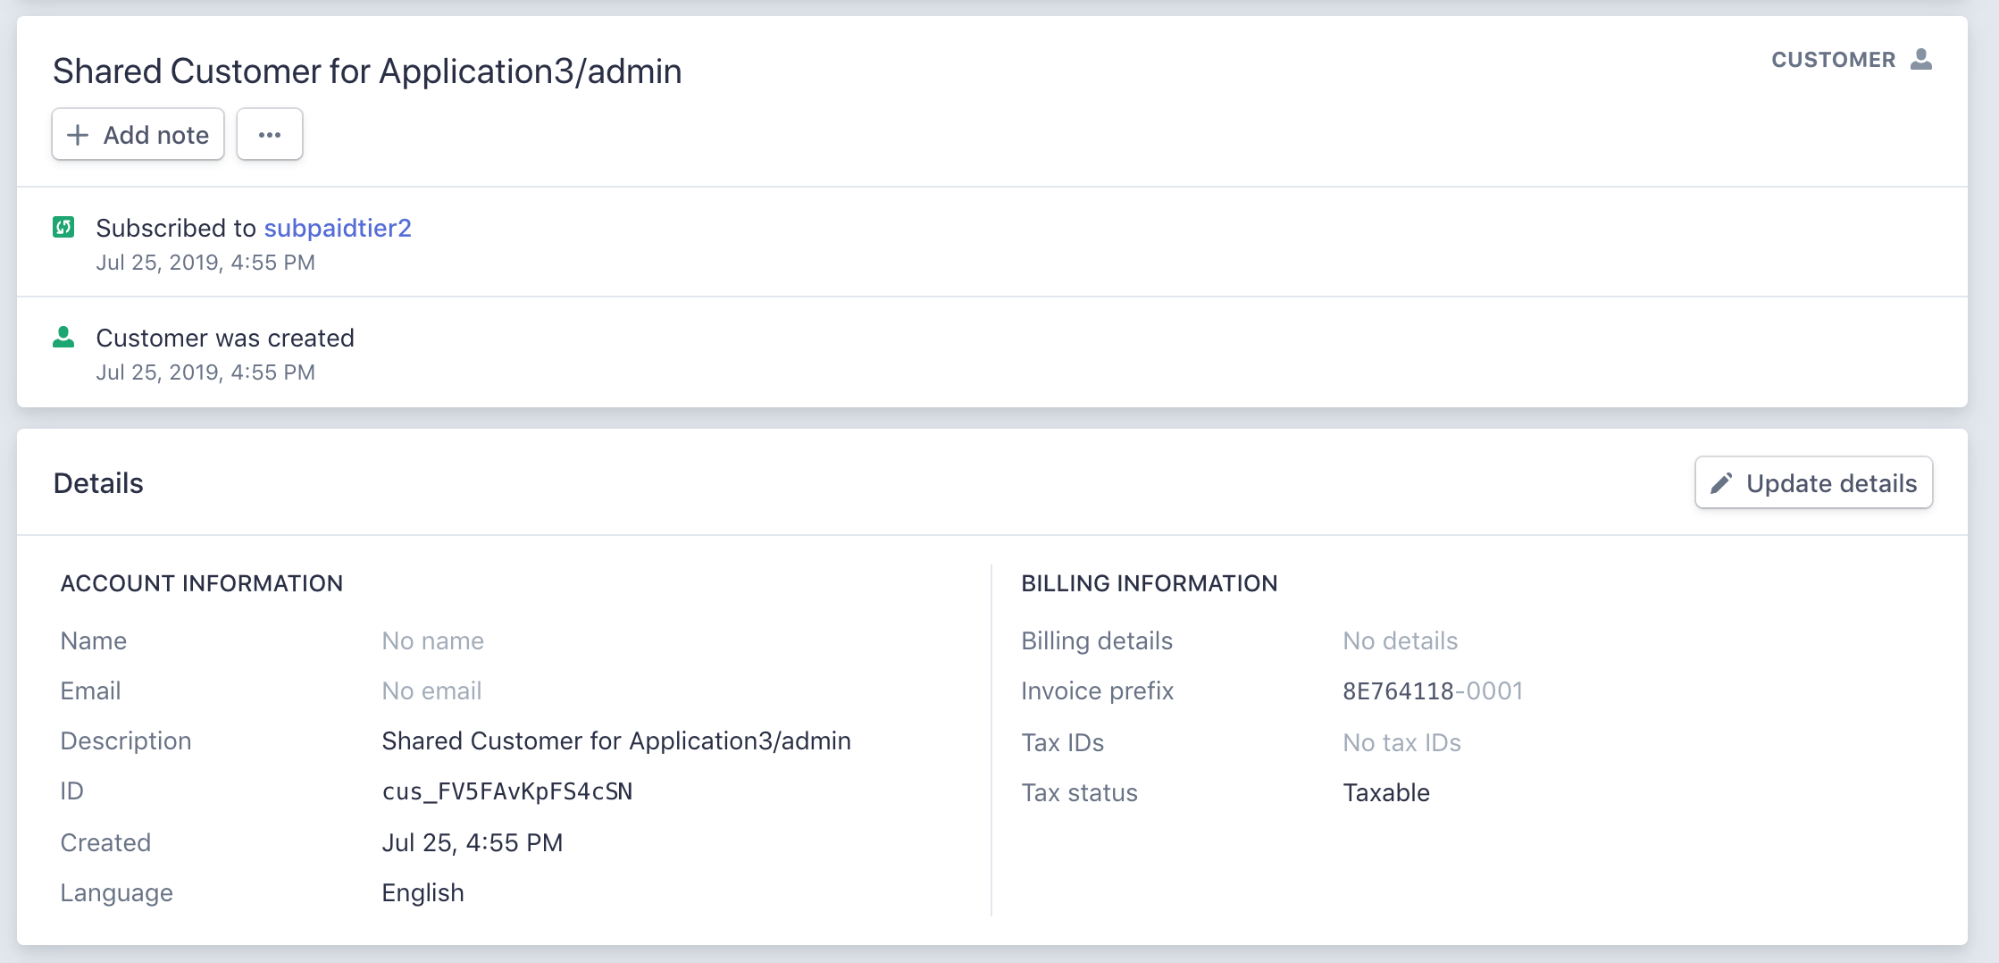 Shared Customer for Application3/admin
CUSTOMER
Add note
Subscribed to subpaidtier2
Jul 25, 2019, 4:55 PM
Customer was created
Jul 25, 2019, 4:55 PM
Details
Update details
ACCOUNT INFORMATION
Name No name
Email No email
Description Shared Customer for Application3/admin
ID cus_FV5FAvKpFS4cSN
Created Jul 25, 4:55 PM
Language English
BILLING INFORMATION
Billing details No details
Invoice prefix 8E764118-0001
Tax IDs No tax IDs
Tax status Taxable